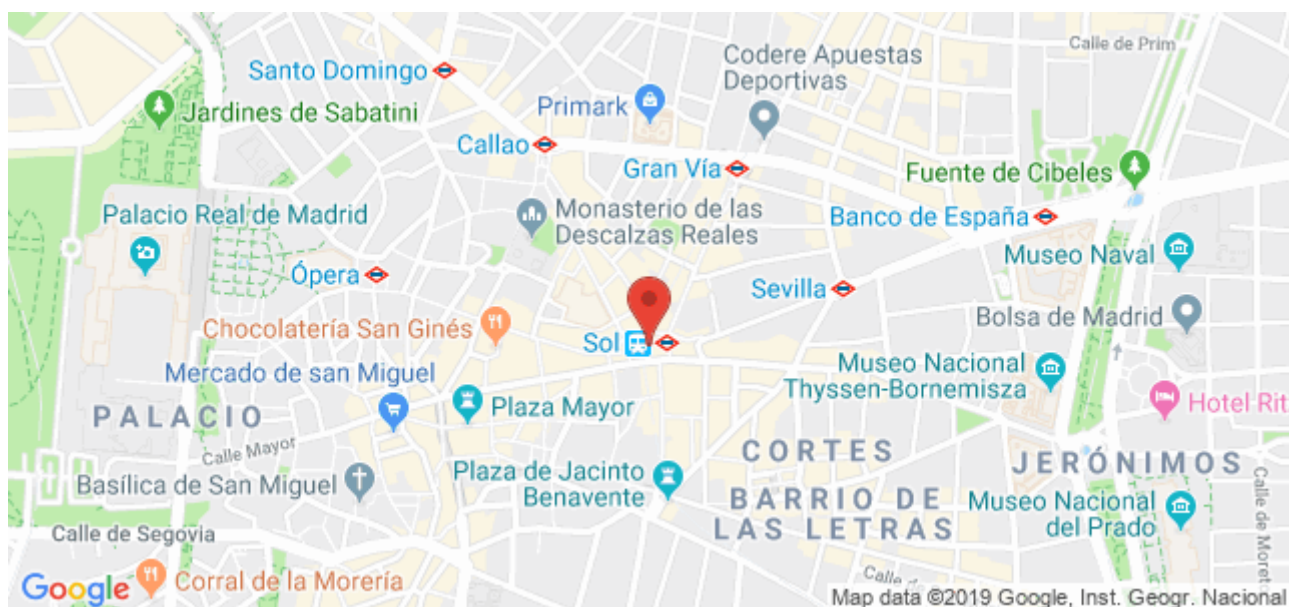 Calle de Prim
Codere Apuestas
Deportivas
Santo Domingo
Primark
Jardines de Sabatini
Callao
Gran Vía
Fuente de Cibeles
Palacio Real de Madrid
Monasterio de las
Descalzas Reales
Banco de España
Museo Naval
Ópera
Sevilla
Bolsa de Madrid
Chocolatería San Ginés
Sol
Museo Nacional
Thyssen-Bornemisza
Mercado de san Miguel
Hotel Rit
PALACIO
Plaza Mayor
Calle Mayor
CORTES
JERÓNIMOS
Plaza de Jacinto
Benavente
Basílica de San Miguel
BARRIO DE
LAS LETRAS
Museo Nacional
del Prado
Calle de Moret
Calle de Segovia
Corral de la Morería
Calle
Google
Map data ©2019 Google, Inst. Geogr. Nacional